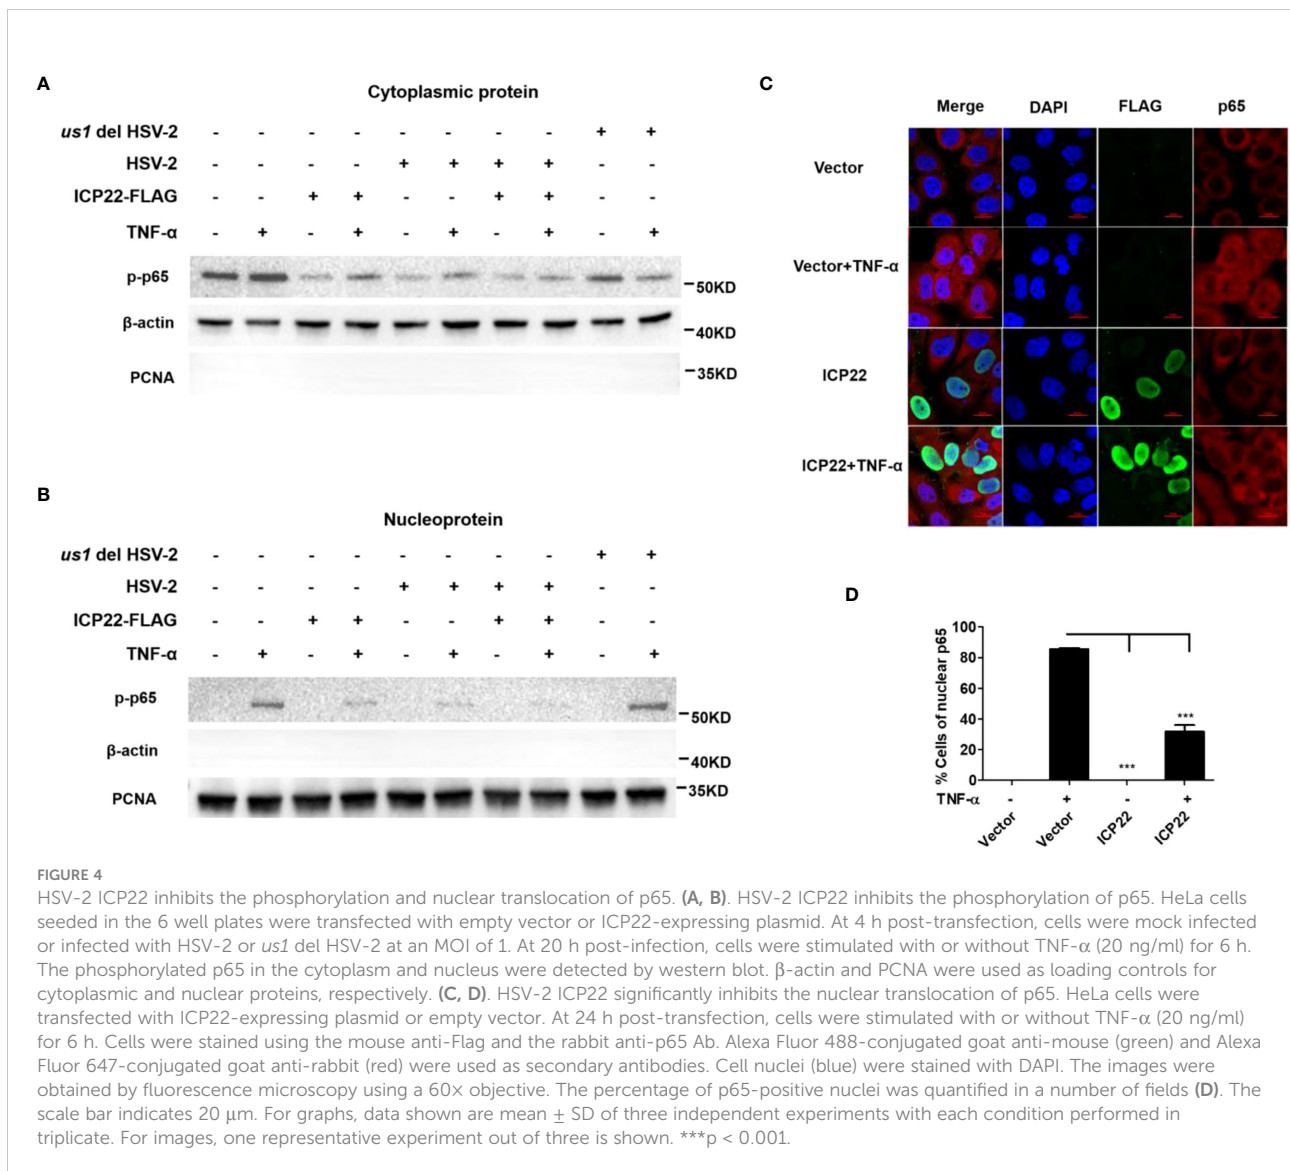 A
Cytoplasmic protein
us1 del HSV-2 - - - - - - - - + +
HSV-2 - - - - + + + + - -
ICP22-FLAG - - + + - - + + - -
TNF-α - + - + - + - + - +
p-p65
50KD
β-actin
40KD
PCNA
35KD
B
Nucleoprotein
us1 del HSV-2 - - - - - - - - + +
HSV-2 - - - - + + + + - -
ICP22-FLAG - - + + - - + + - -
TNF-α - + - + - + - + - +
p-p65
50KD
β-actin
40KD
PCNA
35KD
C
Merge DAPI FLAG p65
Vector
Vector+TNF-α
ICP22
ICP22+TNF-α
D
% Cells of nuclear p65
100
80
60
40
20
0
***
***
TNF-α - + - +
Vector Vector ICP22 ICP22
FIGURE 4
HSV-2 ICP22 inhibits the phosphorylation and nuclear translocation of p65. (A, B). HSV-2 ICP22 inhibits the phosphorylation of p65. HeLa cells
seeded in the 6 well plates were transfected with empty vector or ICP22-expressing plasmid. At 4 h post-transfection, cells were mock infected
or infected with HSV-2 or us1 del HSV-2 at an MOI of 1. At 20 h post-infection, cells were stimulated with or without TNF-α (20 ng/ml) for 6 h.
The phosphorylated p65 in the cytoplasm and nucleus were detected by western blot. β-actin and PCNA were used as loading controls for
cytoplasmic and nuclear proteins, respectively. (C, D). HSV-2 ICP22 significantly inhibits the nuclear translocation of p65. HeLa cells were
transfected with ICP22-expressing plasmid or empty vector. At 24 h post-transfection, cells were stimulated with or without TNF-α (20 ng/ml)
for 6 h. Cells were stained using the mouse anti-Flag and the rabbit anti-p65 Ab. Alexa Fluor 488-conjugated goat anti-mouse (green) and Alexa
Fluor 647-conjugated goat anti-rabbit (red) were used as secondary antibodies. Cell nuclei (blue) were stained with DAPI. The images were
obtained by fluorescence microscopy using a 60× objective. The percentage of p65-positive nuclei was quantified in a number of fields (D). The
scale bar indicates 20 μm. For graphs, data shown are mean ± SD of three independent experiments with each condition performed in
triplicate. For images, one representative experiment out of three is shown. ***p < 0.001.